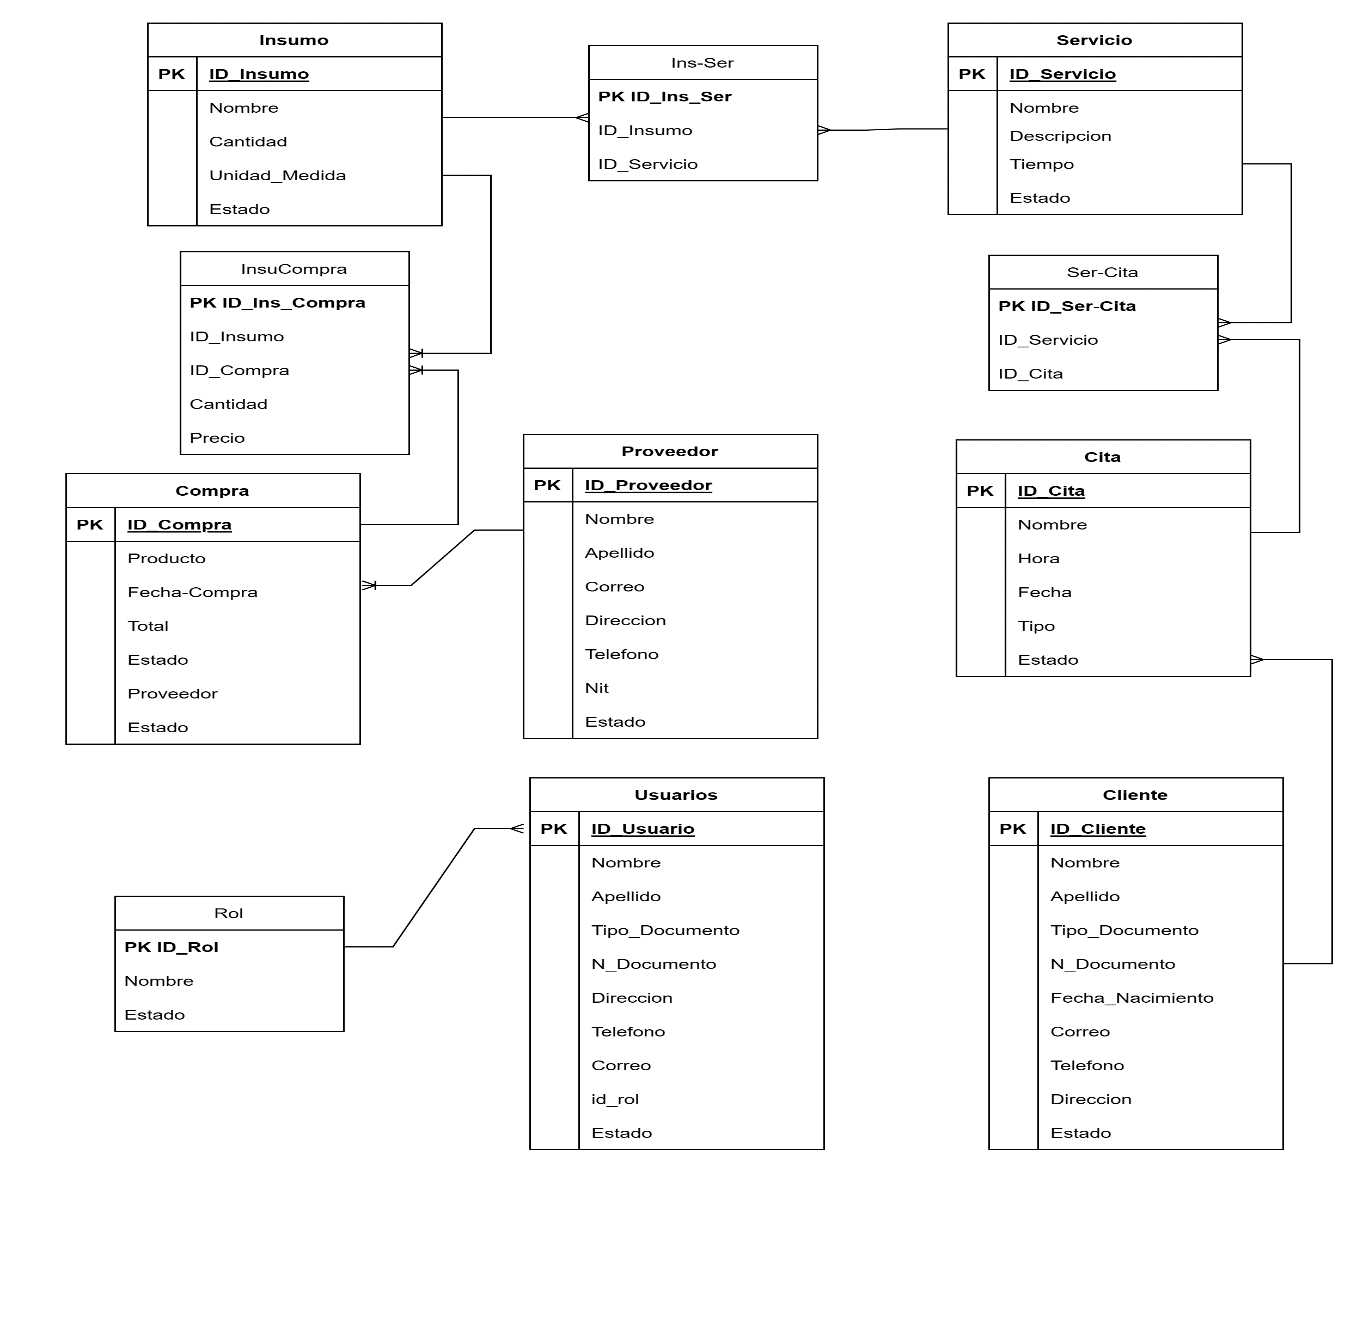 Insumo
PK ID_Insumo
Nombre
Cantidad
Unidad_Medida
Estado
Ins-Ser
PK ID_Ins_Ser
ID_Insumo
ID_Servicio
Servicio
PK ID_Servicio
Nombre
Descripcion
Tiempo
Estado
InsuCompra
PK ID_Ins_Compra
ID_Insumo
ID_Compra
Cantidad
Precio
Ser-Cita
PK ID_Ser-Cita
ID_Servicio
ID_Cita
Compra
PK ID_Compra
Producto
Fecha-Compra
Total
Estado
Proveedor
Estado
Proveedor
PK ID_Proveedor
Nombre
Apellido
Correo
Direccion
Telefono
Nit
Estado
Cita
PK ID_Cita
Nombre
Hora
Fecha
Tipo
Estado
Rol
PK ID_Rol
Nombre
Estado
Usuarios
PK ID_Usuario
Nombre
Apellido
Tipo_Documento
N_Documento
Direccion
Telefono
Correo
id_rol
Estado
Cliente
PK ID_Cliente
Nombre
Apellido
Tipo_Documento
N_Documento
Fecha_Nacimiento
Correo
Telefono
Direccion
Estado